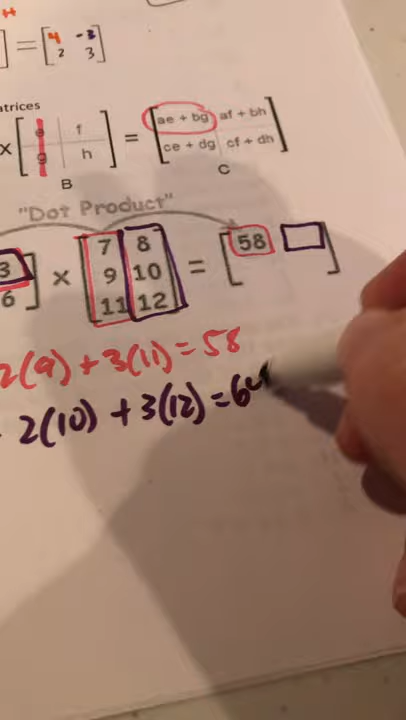 ] = [ 4 -3
2 3 ]
atrices
x [ e f
g h ] = [ ae + bg af + bh
ce + dg cf + dh ]
B C
"Dot Product"
3
6 ] x [ 7 8
9 10
11 12 ] = [ 58
2(9) + 3(11) = 58
2(10) + 3(12) = 64